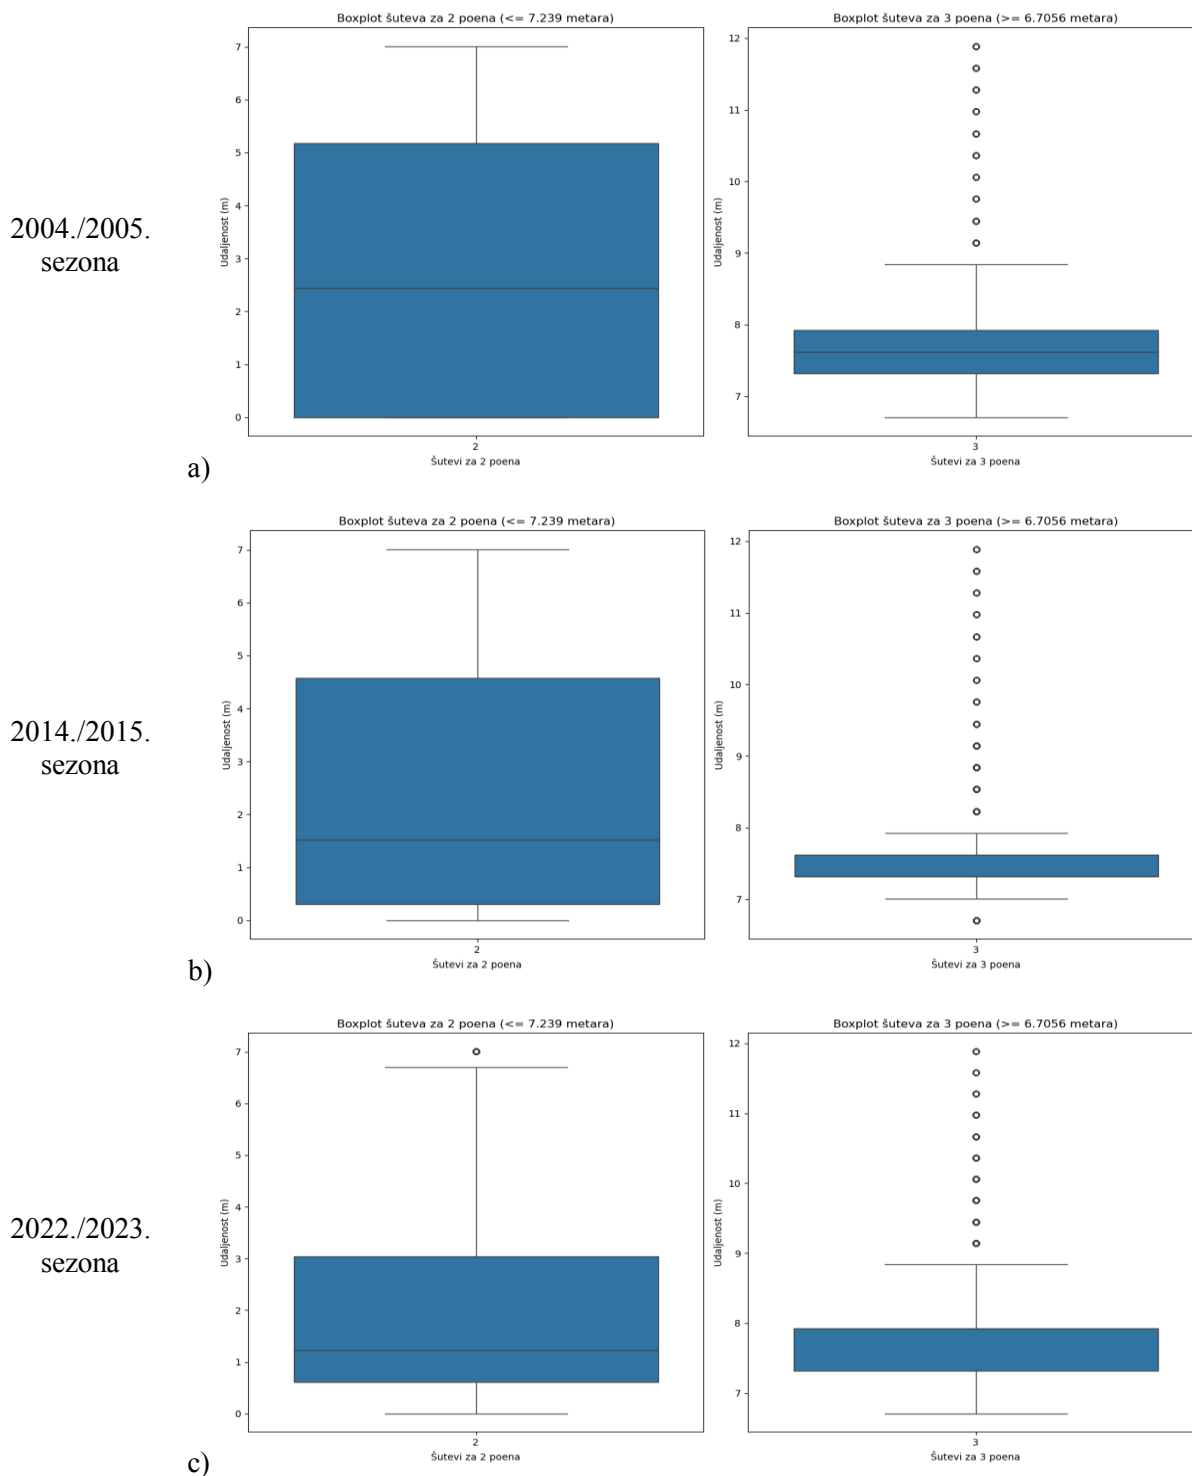 2004./2005.
sezona
a)
Boxplot šuteva za 2 poena (<= 7.239 metara)
Udaljenost (m)
7
6
5
4
3
2
1
0
2
Šutevi za 2 poena
Boxplot šuteva za 3 poena (>= 6.7056 metara)
Udaljenost (m)
12
11
10
9
8
7
3
Šutevi za 3 poena
2014./2015.
sezona
b)
Boxplot šuteva za 2 poena (<= 7.239 metara)
Udaljenost (m)
7
6
5
4
3
2
1
0
2
Šutevi za 2 poena
Boxplot šuteva za 3 poena (>= 6.7056 metara)
Udaljenost (m)
12
11
10
9
8
7
3
Šutevi za 3 poena
2022./2023.
sezona
c)
Boxplot šuteva za 2 poena (<= 7.239 metara)
Udaljenost (m)
7
6
5
4
3
2
1
0
2
Šutevi za 2 poena
Boxplot šuteva za 3 poena (>= 6.7056 metara)
Udaljenost (m)
12
11
10
9
8
7
3
Šutevi za 3 poena